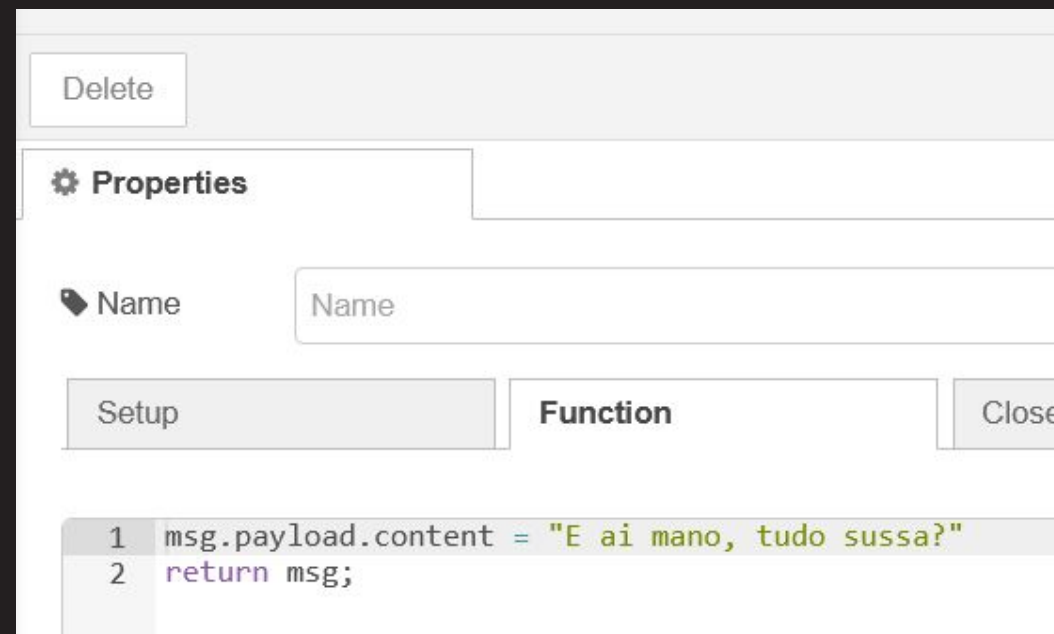 Delete
Properties
Name Name
Setup Function Close
1 msg.payload.content = "E ai mano, tudo sussa?"
2 return msg;